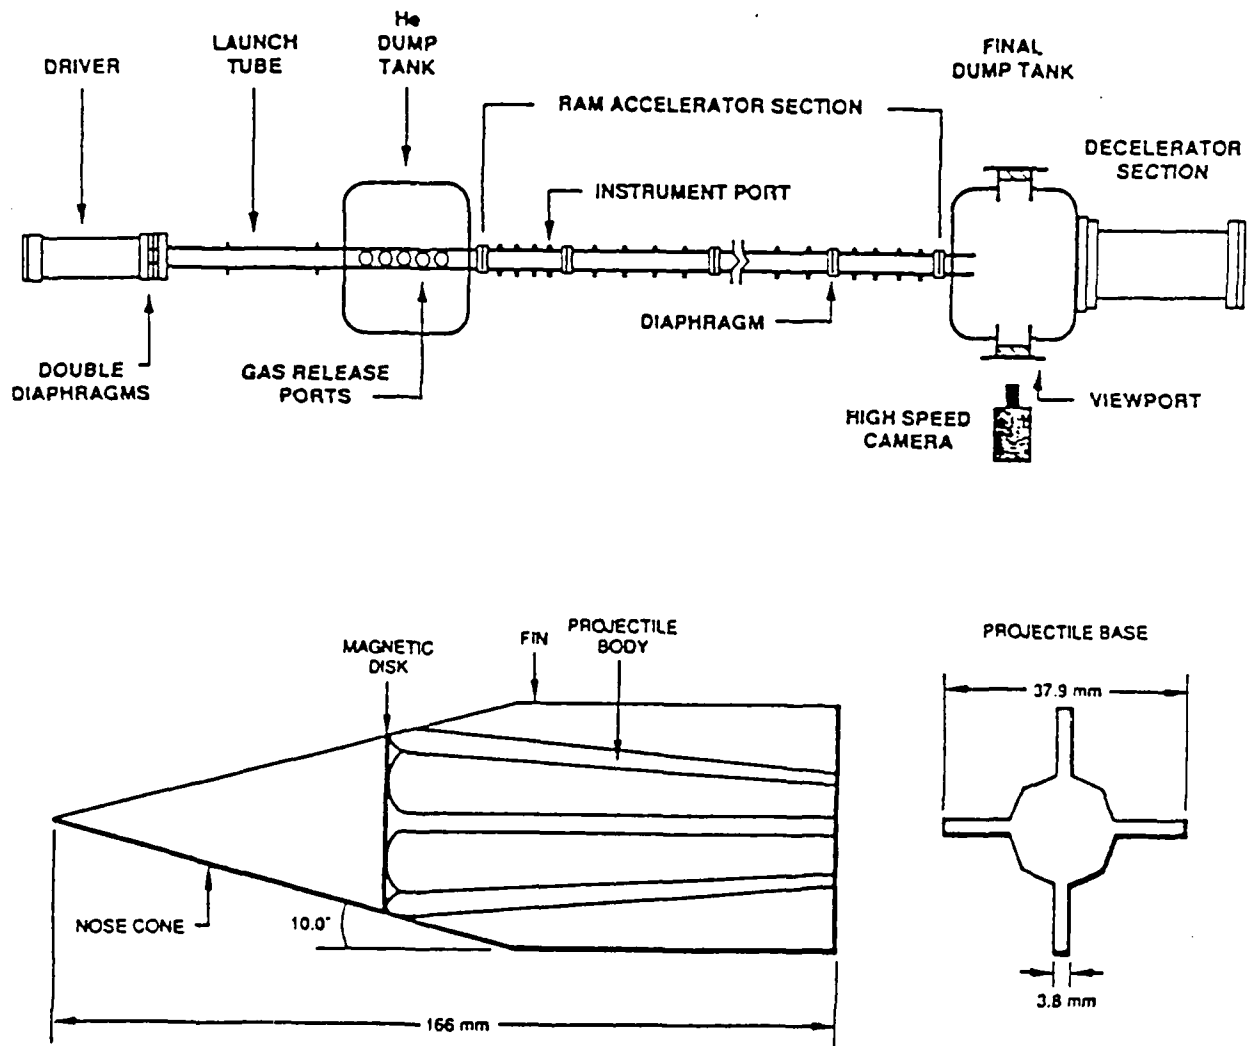 DRIVER
LAUNCH
TUBE
He
DUMP
TANK
RAM ACCELERATOR SECTION
FINAL
DUMP TANK
DECELERATOR
SECTION
INSTRUMENT PORT
DIAPHRAGM
DOUBLE
DIAPHRAGMS
GAS RELEASE
PORTS
HIGH SPEED
CAMERA
VIEWPORT
MAGNETIC
DISK
FIN
PROJECTILE
BODY
PROJECTILE BASE
37.9 mm
NOSE CONE
10.0°
3.8 mm
166 mm